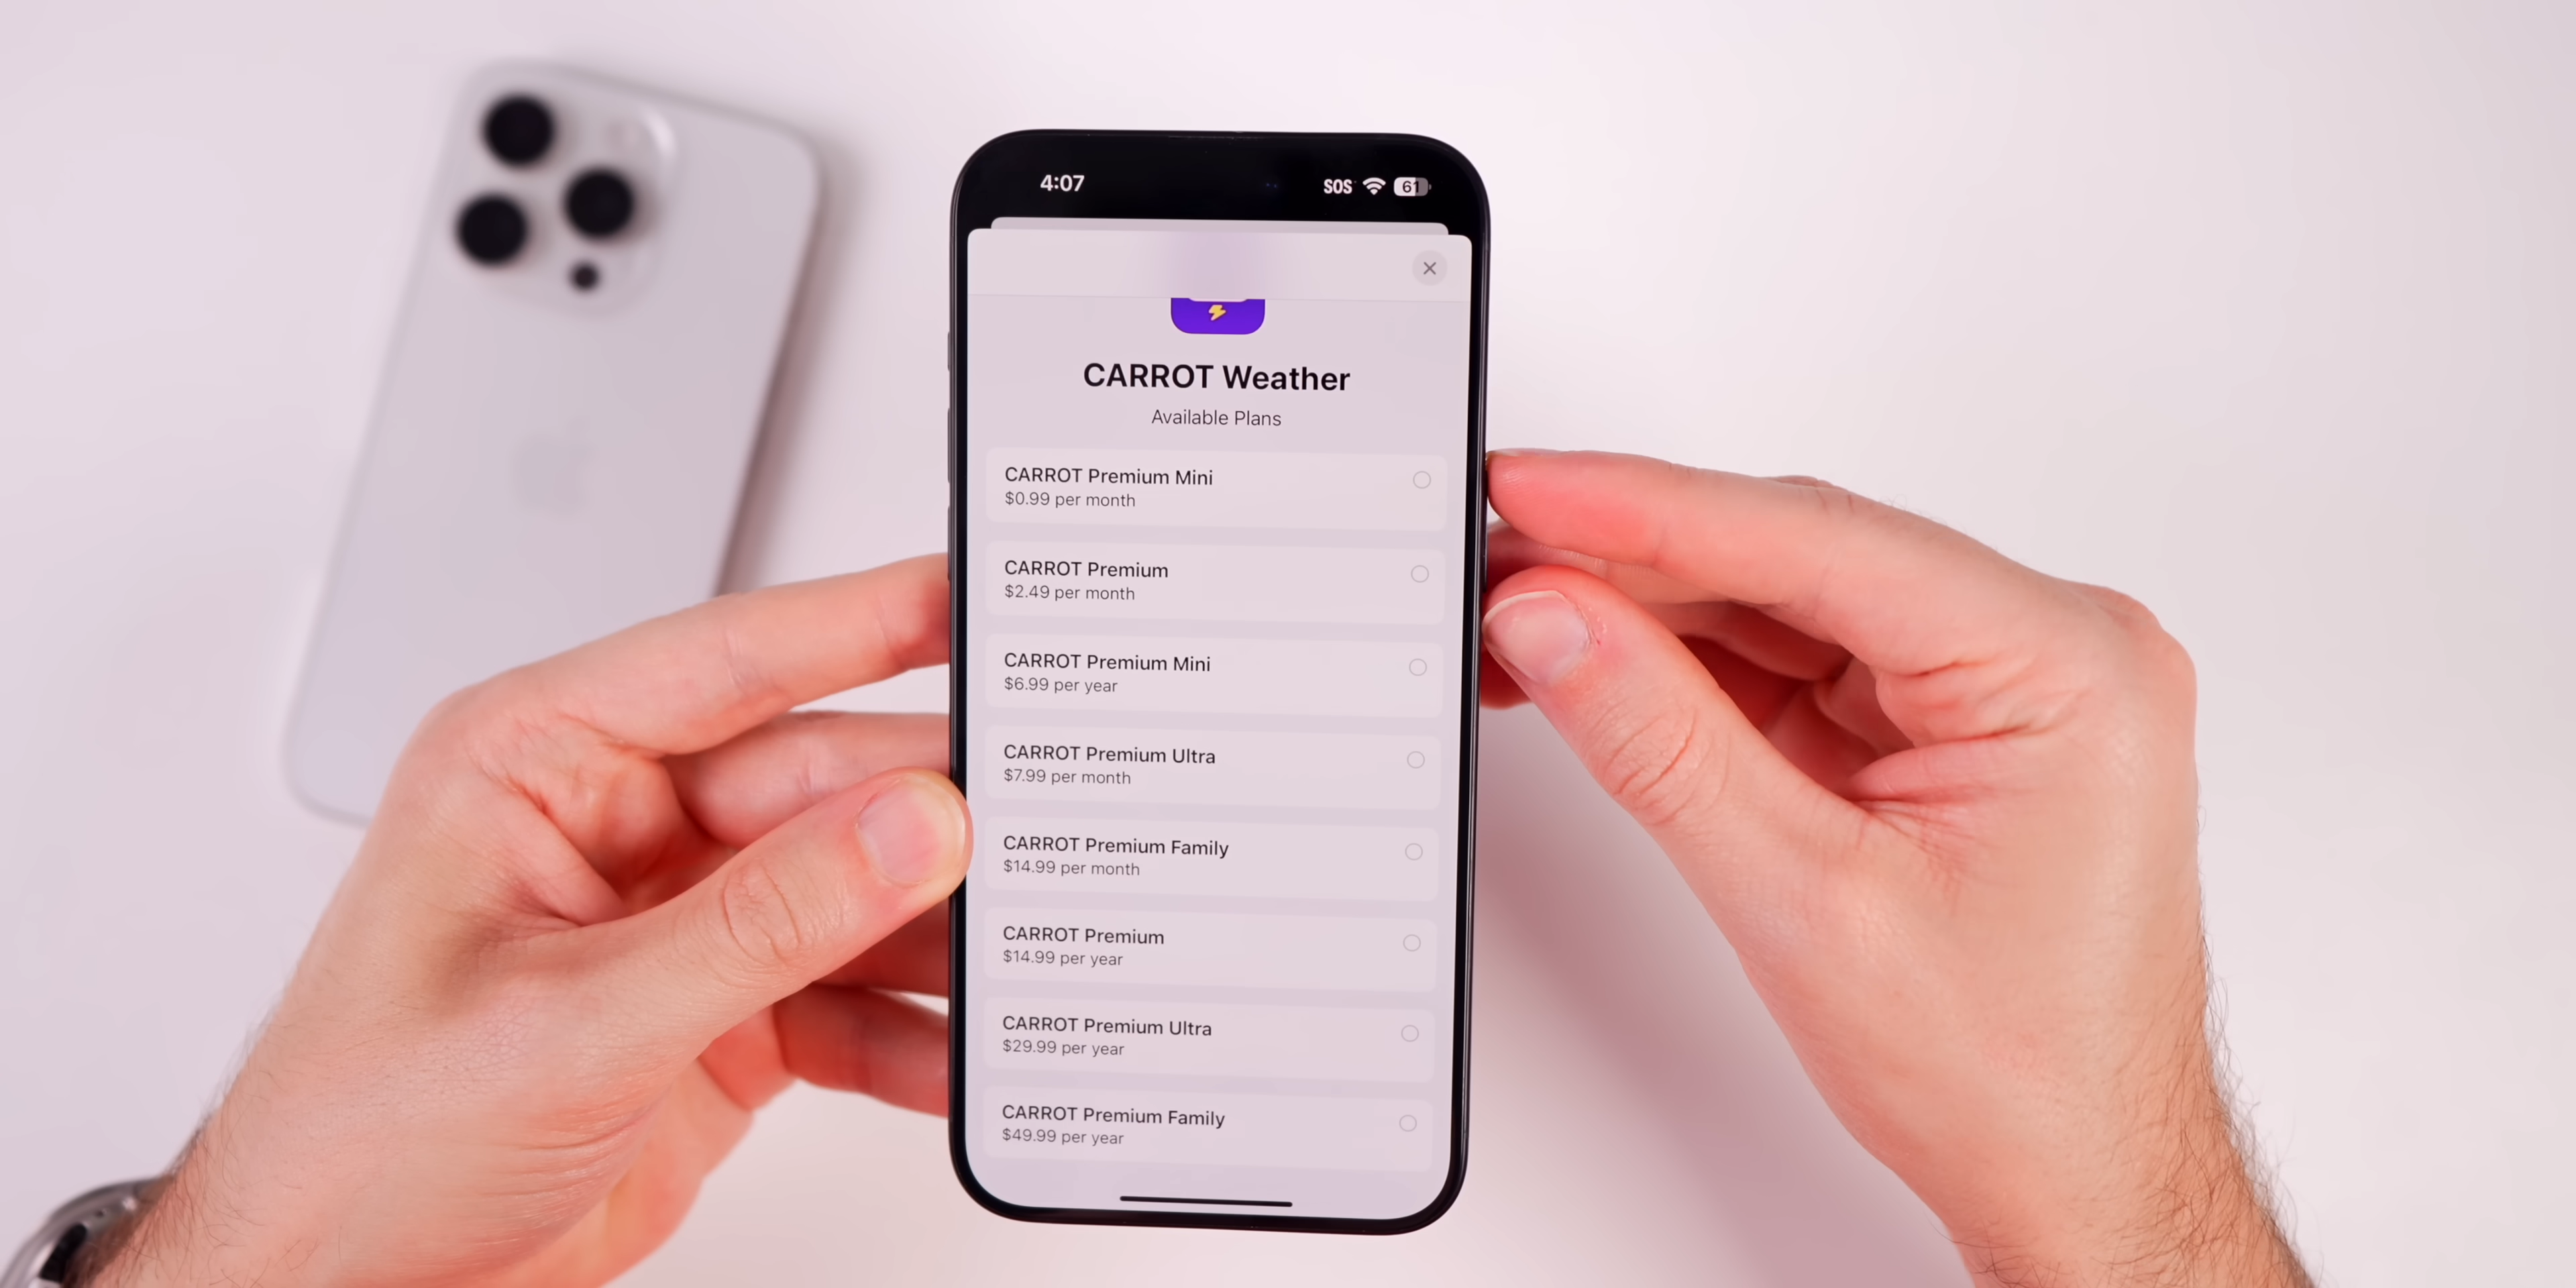 4:07 SOS 61
CARROT Weather
Available Plans
CARROT Premium Mini
$0.99 per month
CARROT Premium
$2.49 per month
CARROT Premium Mini
$6.99 per year
CARROT Premium Ultra
$7.99 per month
CARROT Premium Family
$14.99 per month
CARROT Premium
$14.99 per year
CARROT Premium Ultra
$29.99 per year
CARROT Premium Family
$49.99 per year